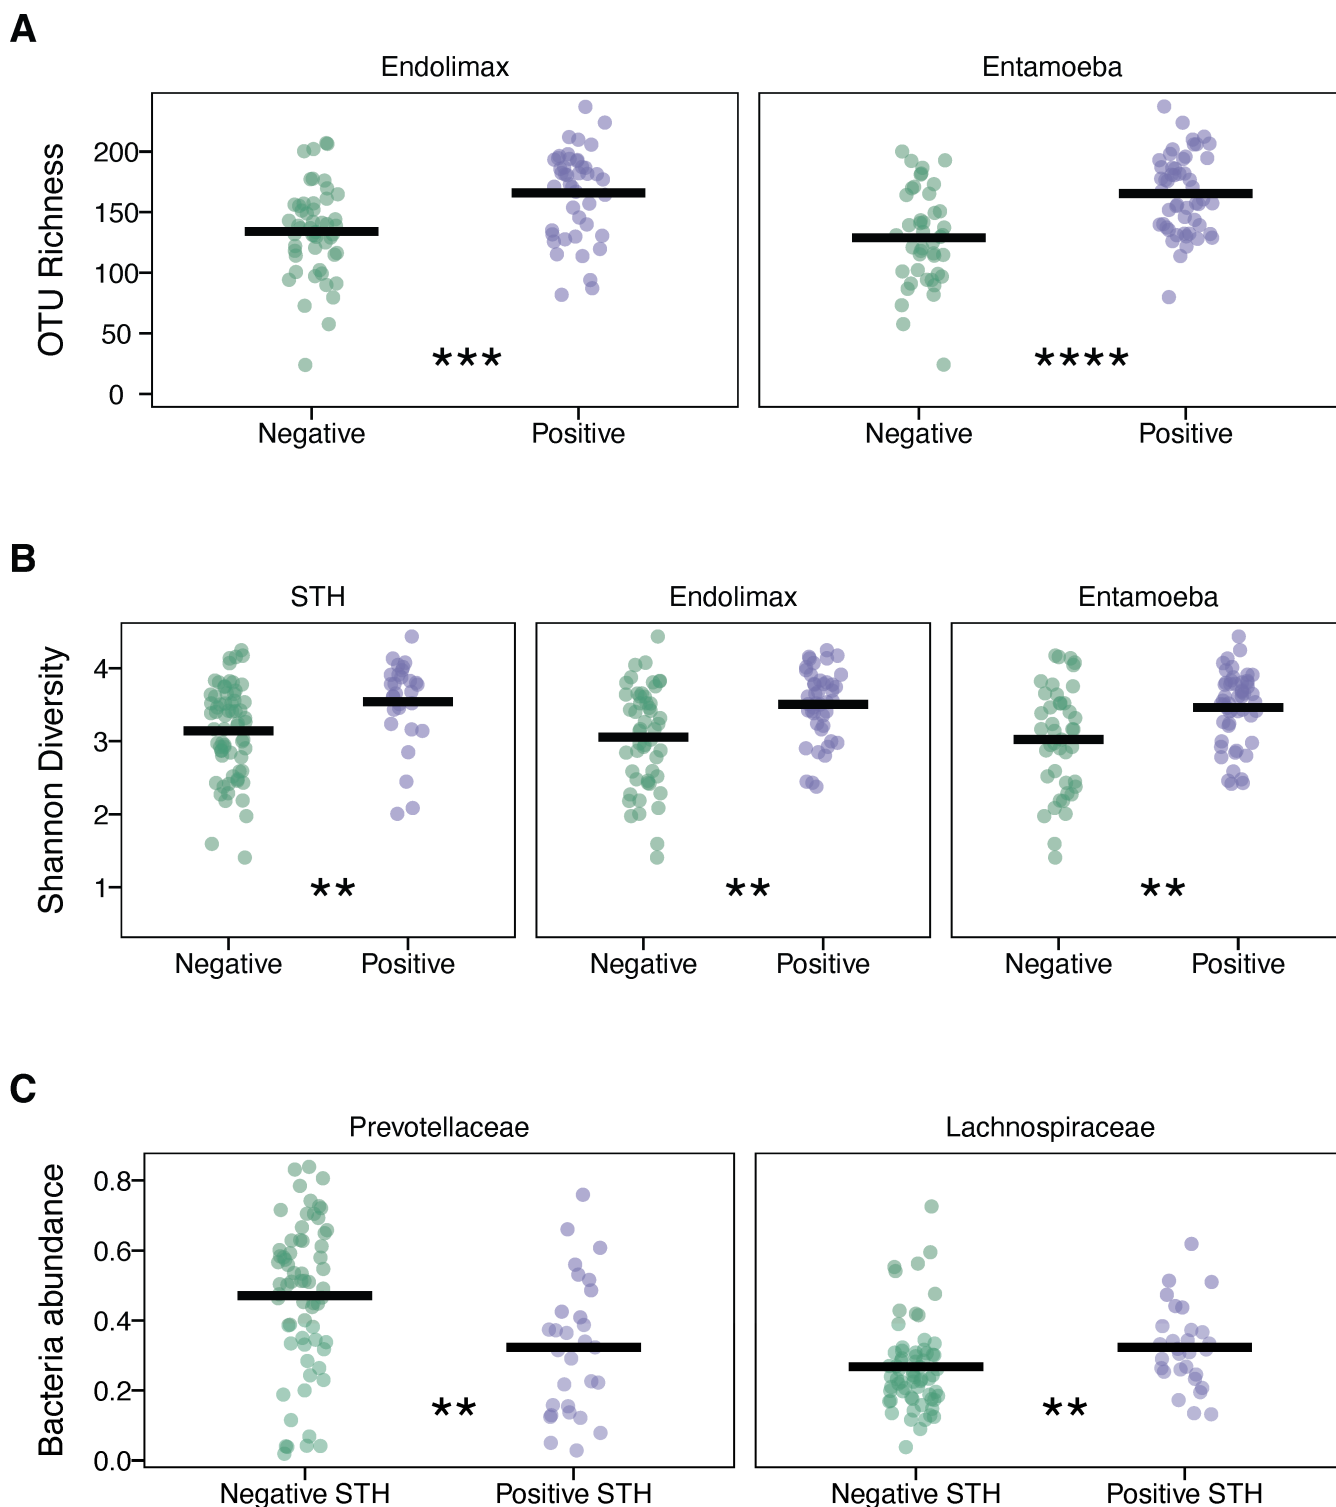 A
Endolimax Entamoeba
OTU Richness
200
150
100
50
0
*** ****
Negative Positive Negative Positive
B
STH Endolimax Entamoeba
Shannon Diversity
4
3
2
1
** ** **
Negative Positive Negative Positive Negative Positive
C
Prevotellaceae Lachnospiraceae
Bacteria abundance
0.8
0.6
0.4
0.2
0.0
** **
Negative STH Positive STH Negative STH Positive STH